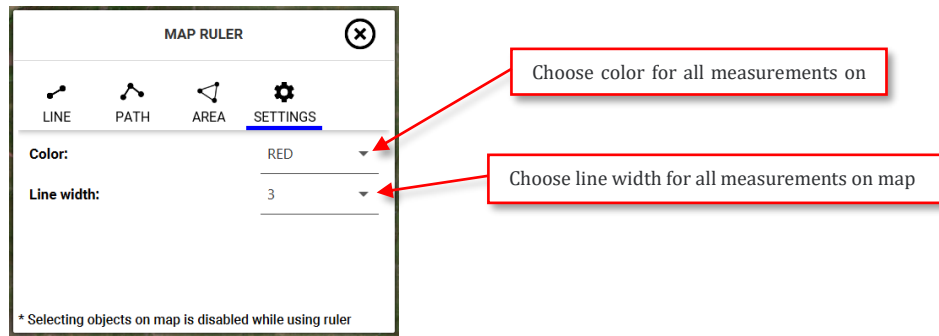 MAP RULER
Choose color for all measurements on
LINE PATH AREA SETTINGS
Color: RED
Choose line width for all measurements on map
Line width: 3
* Selecting objects on map is disabled while using ruler